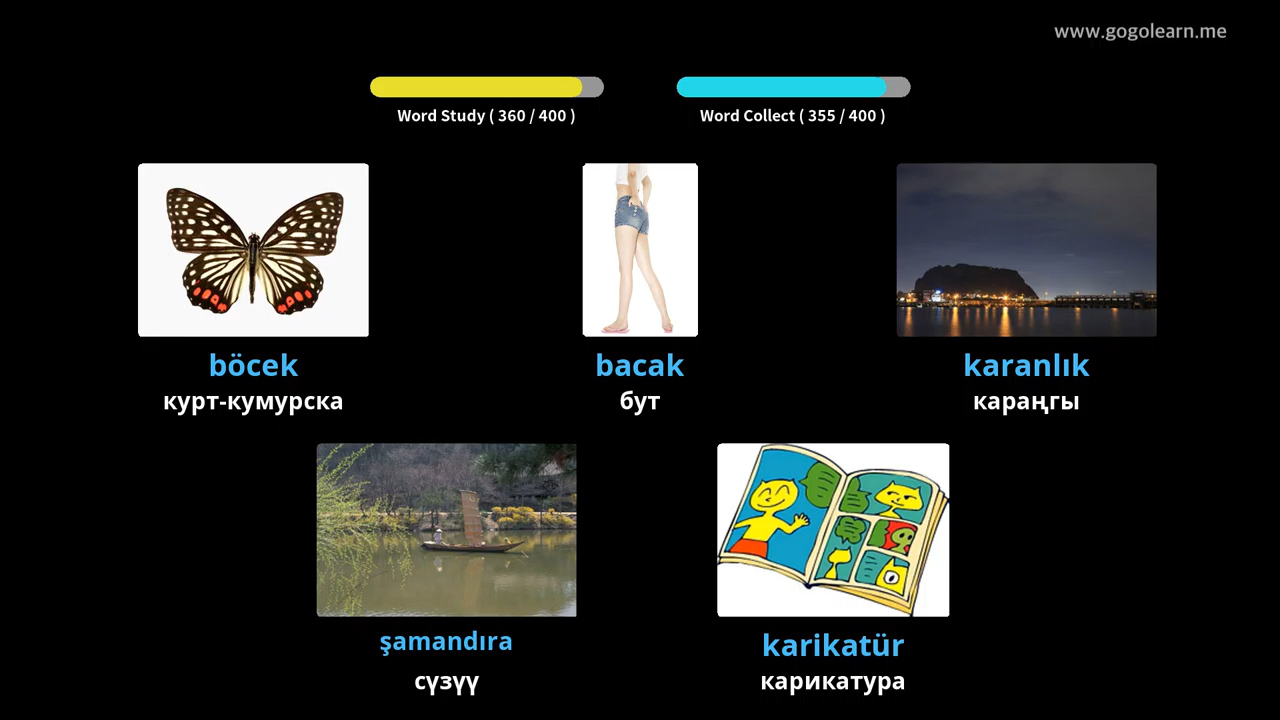 www.gogolearn.me
Word Study ( 360 / 400 )
Word Collect ( 355 / 400 )
böcek
курт-кумурска
bacak
бут
karanlık
караңгы
şamandıra
сүзүү
karikatür
карикатура